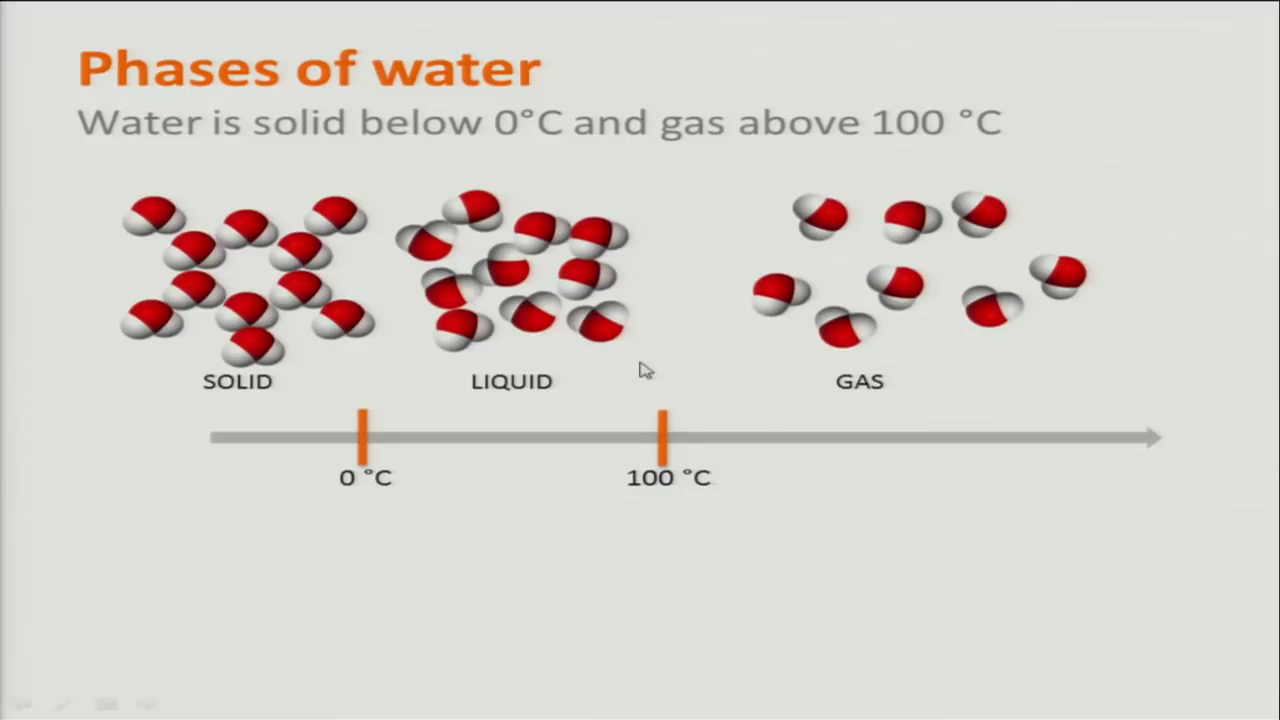 Phases of water
Water is solid below 0°C and gas above 100 °C
SOLID
LIQUID
GAS
0 °C
100 °C